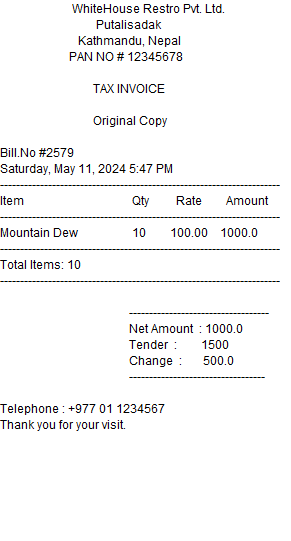 WhiteHouse Restro Pvt. Ltd.
Putalisadak
Kathmandu, Nepal
PAN NO # 12345678
TAX INVOICE
Original Copy
Bill.No #2579
Saturday, May 11, 2024 5:47 PM
Item Qty Rate Amount
Mountain Dew 10 100.00 1000.0
Total Items: 10
Net Amount : 1000.0
Tender : 1500
Change : 500.0
Telephone : +977 01 1234567
Thank you for your visit.